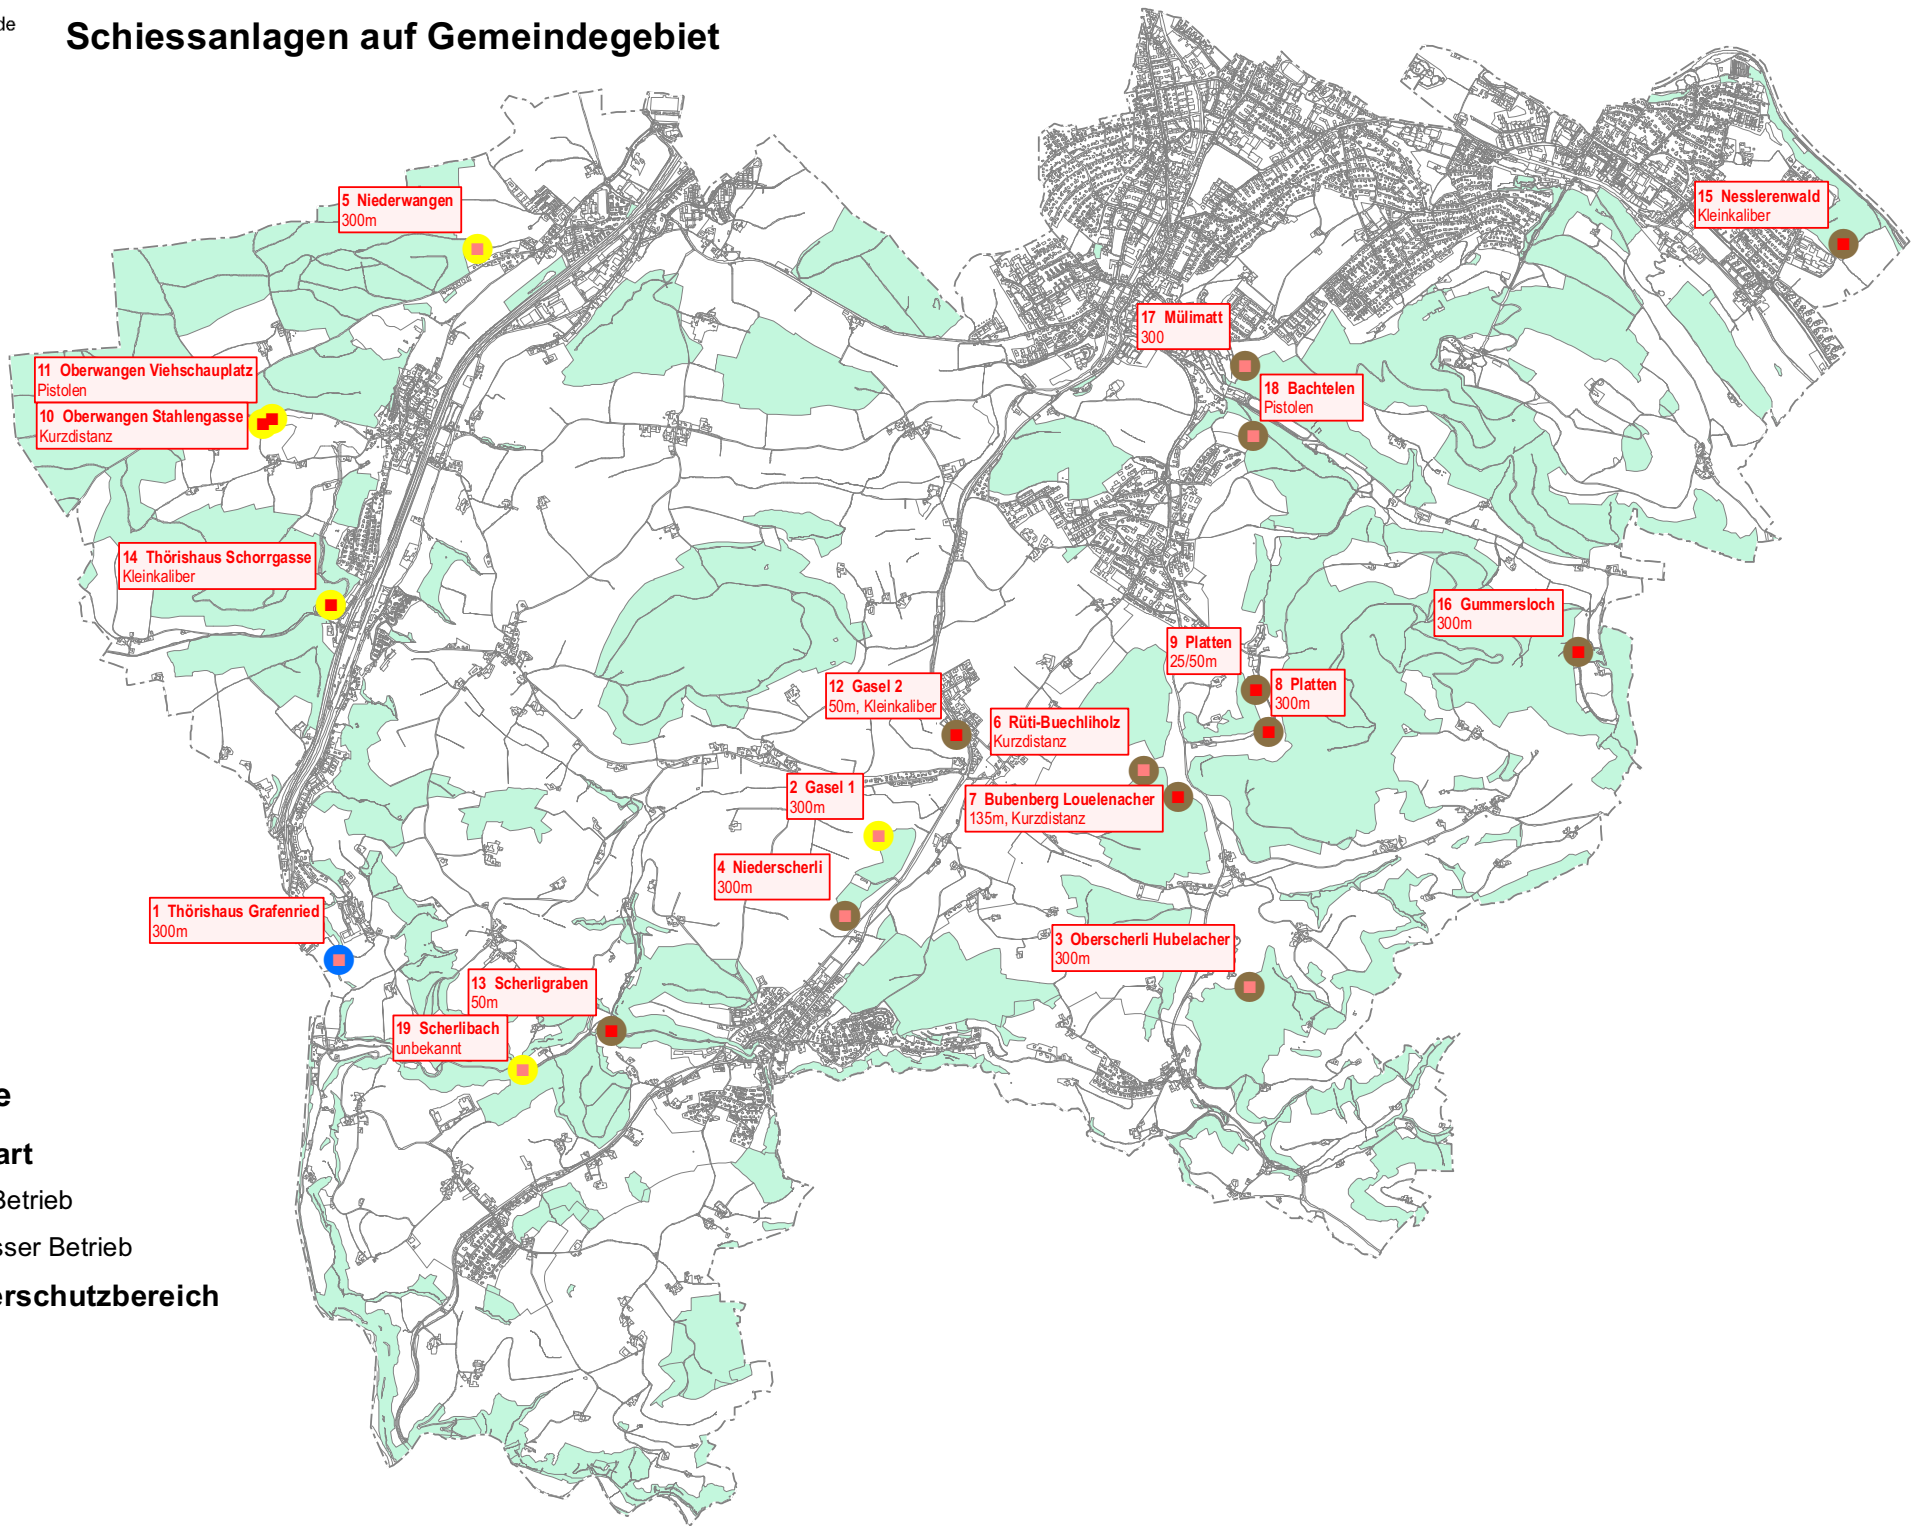 de
Schiessanlagen auf Gemeindegebiet
5 Niederwangen
300m
15 Nesslerenwald
Kleinkaliber
17 Mülimatt
300
11 Oberwangen Viehschauplatz
Pistolen
10 Oberwangen Stahlengasse
Kurzdistanz
18 Bachtelen
Pistolen
14 Thörishaus Schorrgasse
Kleinkaliber
16 Gummersloch
300m
9 Platten
25/50m
8 Platten
300m
12 Gasel 2
50m, Kleinkaliber
6 Rüti-Buechliholz
Kurzdistanz
2 Gasel 1
300m
7 Bubenberg Louelenacher
135m, Kurzdistanz
4 Niederscherli
300m
1 Thörishaus Grafenried
300m
3 Oberscherli Hubelacher
300m
13 Scherligraben
50m
19 Scherlibach
unbekannt
e
art
Betrieb
sser Betrieb
erschutzbereich